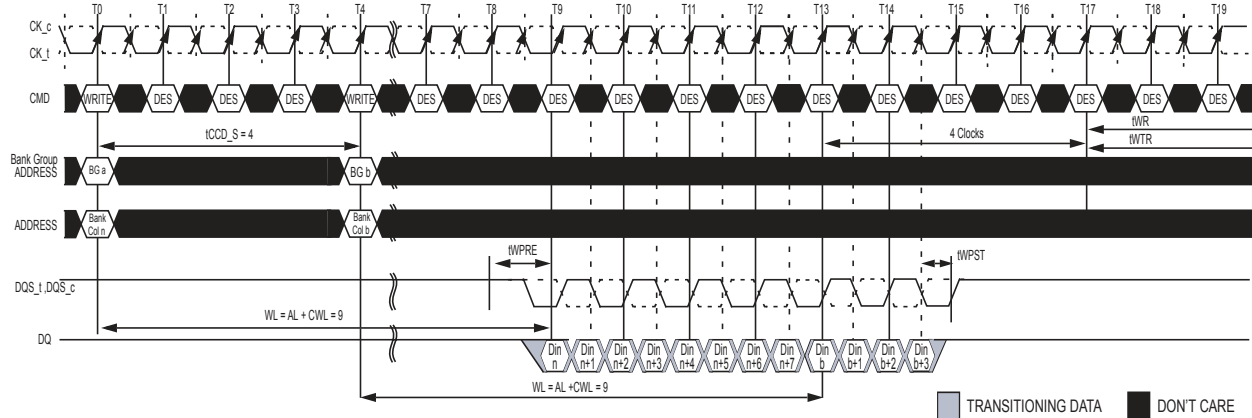 T0 T1 T2 T3 T4 T7 T8 T9 T10 T11 T12 T13 T14 T15 T16 T17 T18 T19
CK_c
CK_t
CMD WRITE DES DES DES WRITE DES DES DES DES DES DES DES DES DES DES DES DES DES
tCCD_S = 4 4 Clocks tWR
tWTR
Bank Group
ADDRESS BG a BG b
ADDRESS Bank Col n Bank Col b
tWPRE tWPST
DQS_t ,DQS_c
WL = AL + CWL = 9
DQ Din n Din n+1 Din n+2 Din n+3 Din n+4 Din n+5 Din n+6 Din n+7 Din b Din b+1 Din b+2 Din b+3
WL = AL +CWL = 9
TRANSITIONING DATA DON'T CARE